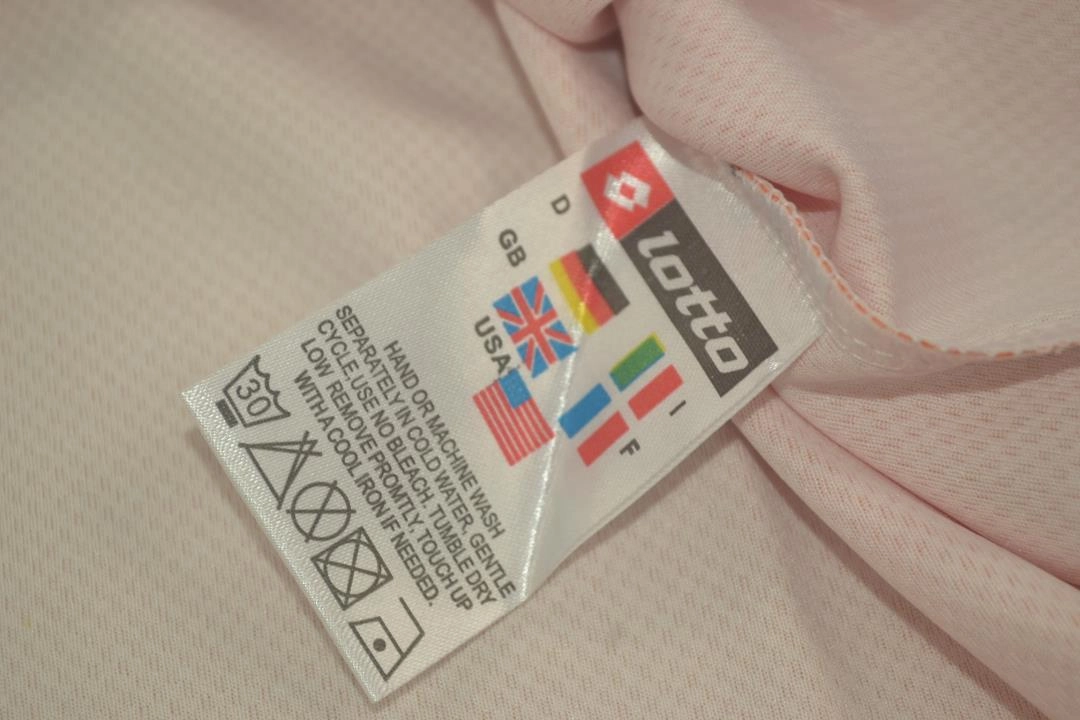 lotto
D
I
GB
F
USA
HAND OR MACHINE WASH
SEPARATELY IN COLD WATER, GENTLE
CYCLE USE NO BLEACH, TUMBLE DRY
LOW REMOVE PROMTLY, TOUCH UP
WITH A COOL IRON IF NEEDED.
30